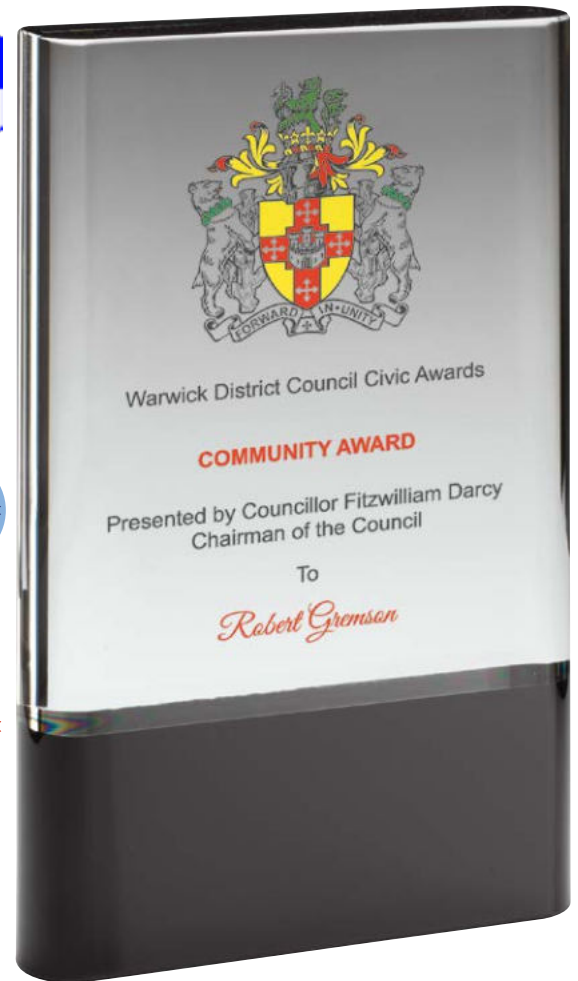 FORWARD IN•UNITY
Warwick District Council Civic Awards
COMMUNITY AWARD
Presented by Councillor Fitzwilliam Darcy
Chairman of the Council
To
Robert Gremson